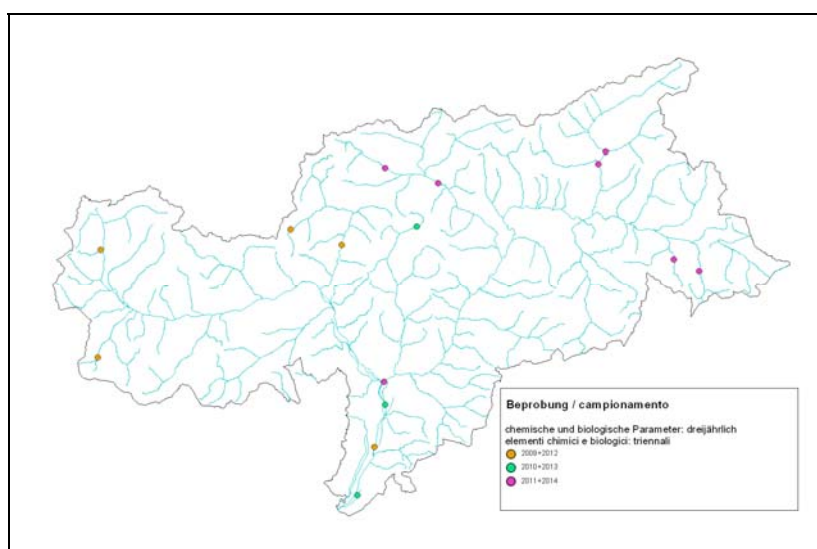 Beprobung / campionamento
chemische und biologische Parameter: dreijährlich
elementi chimici e biologici: triennali
2009+2012
2010+2013
2011+2014